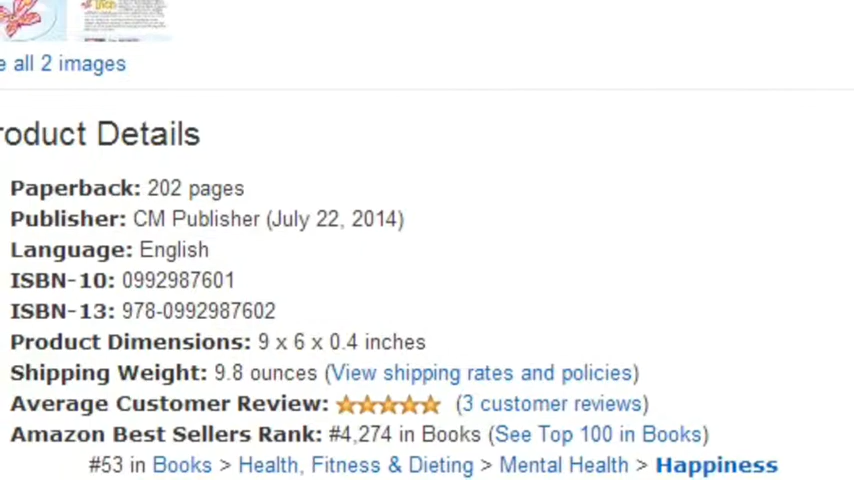 e all 2 images
roduct Details
Paperback: 202 pages
Publisher: CM Publisher (July 22, 2014)
Language: English
ISBN-10: 0992987601
ISBN-13: 978-0992987602
Product Dimensions: 9 x 6 x 0.4 inches
Shipping Weight: 9.8 ounces (View shipping rates and policies)
Average Customer Review: (3 customer reviews)
Amazon Best Sellers Rank: #4,274 in Books (See Top 100 in Books)
#53 in Books > Health, Fitness & Dieting > Mental Health > Happiness